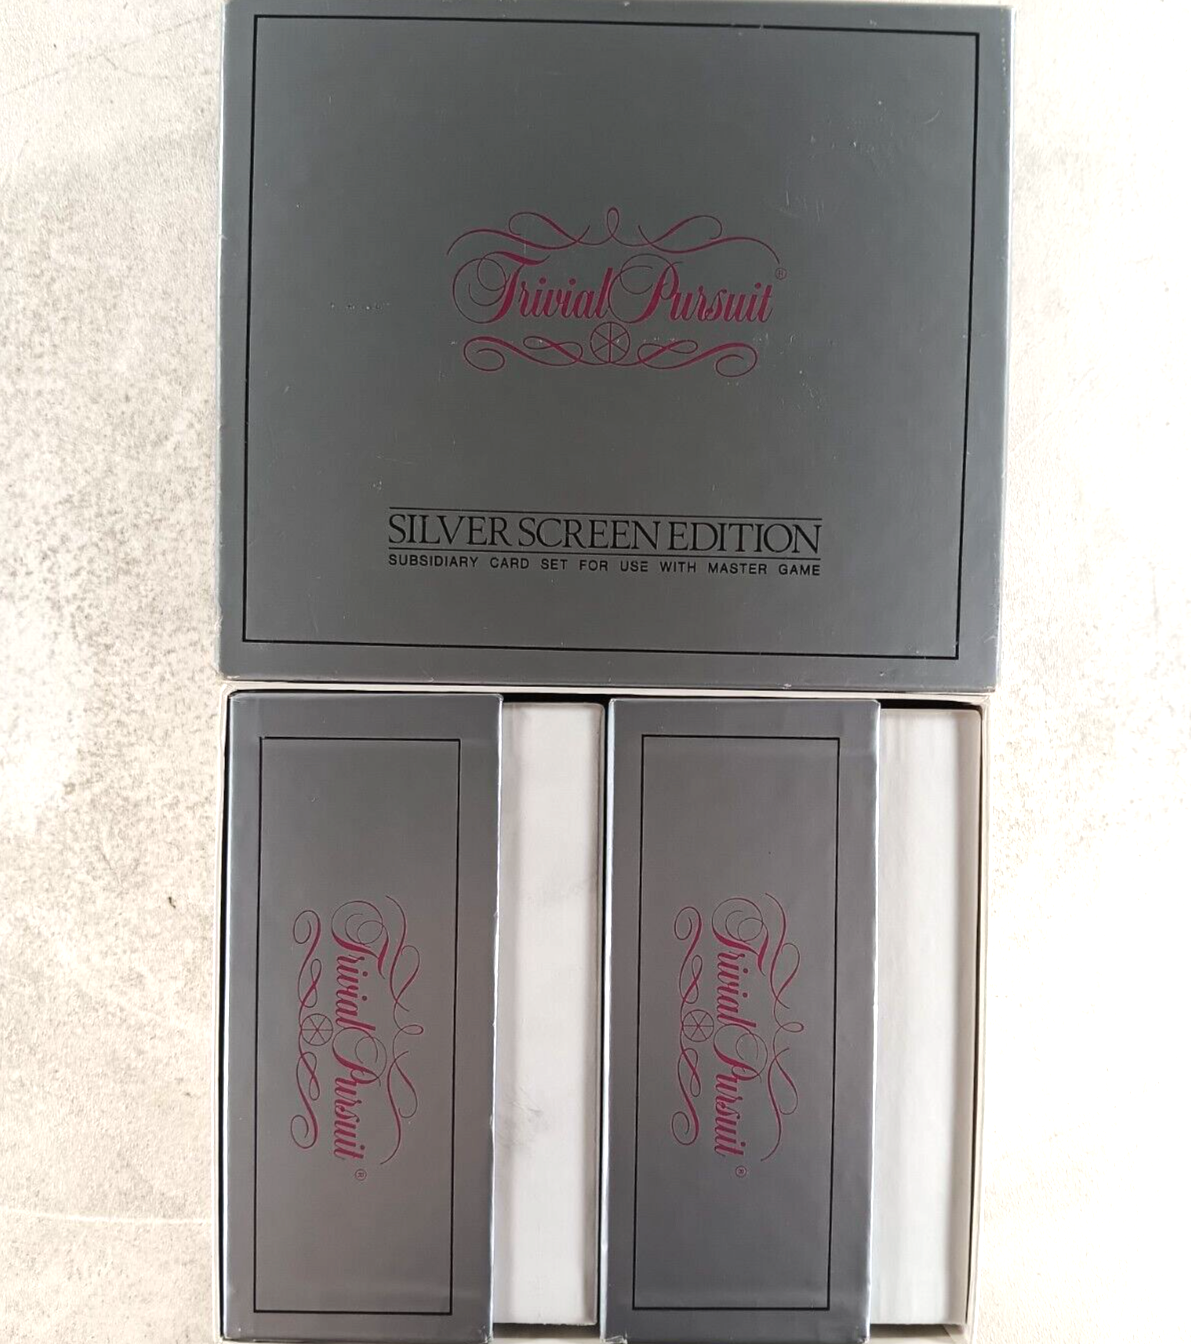 Trivial Pursuit®
SILVER SCREEN EDITION
SUBSIDIARY CARD SET FOR USE WITH MASTER GAME
Trivial Pursuit®
Trivial Pursuit®